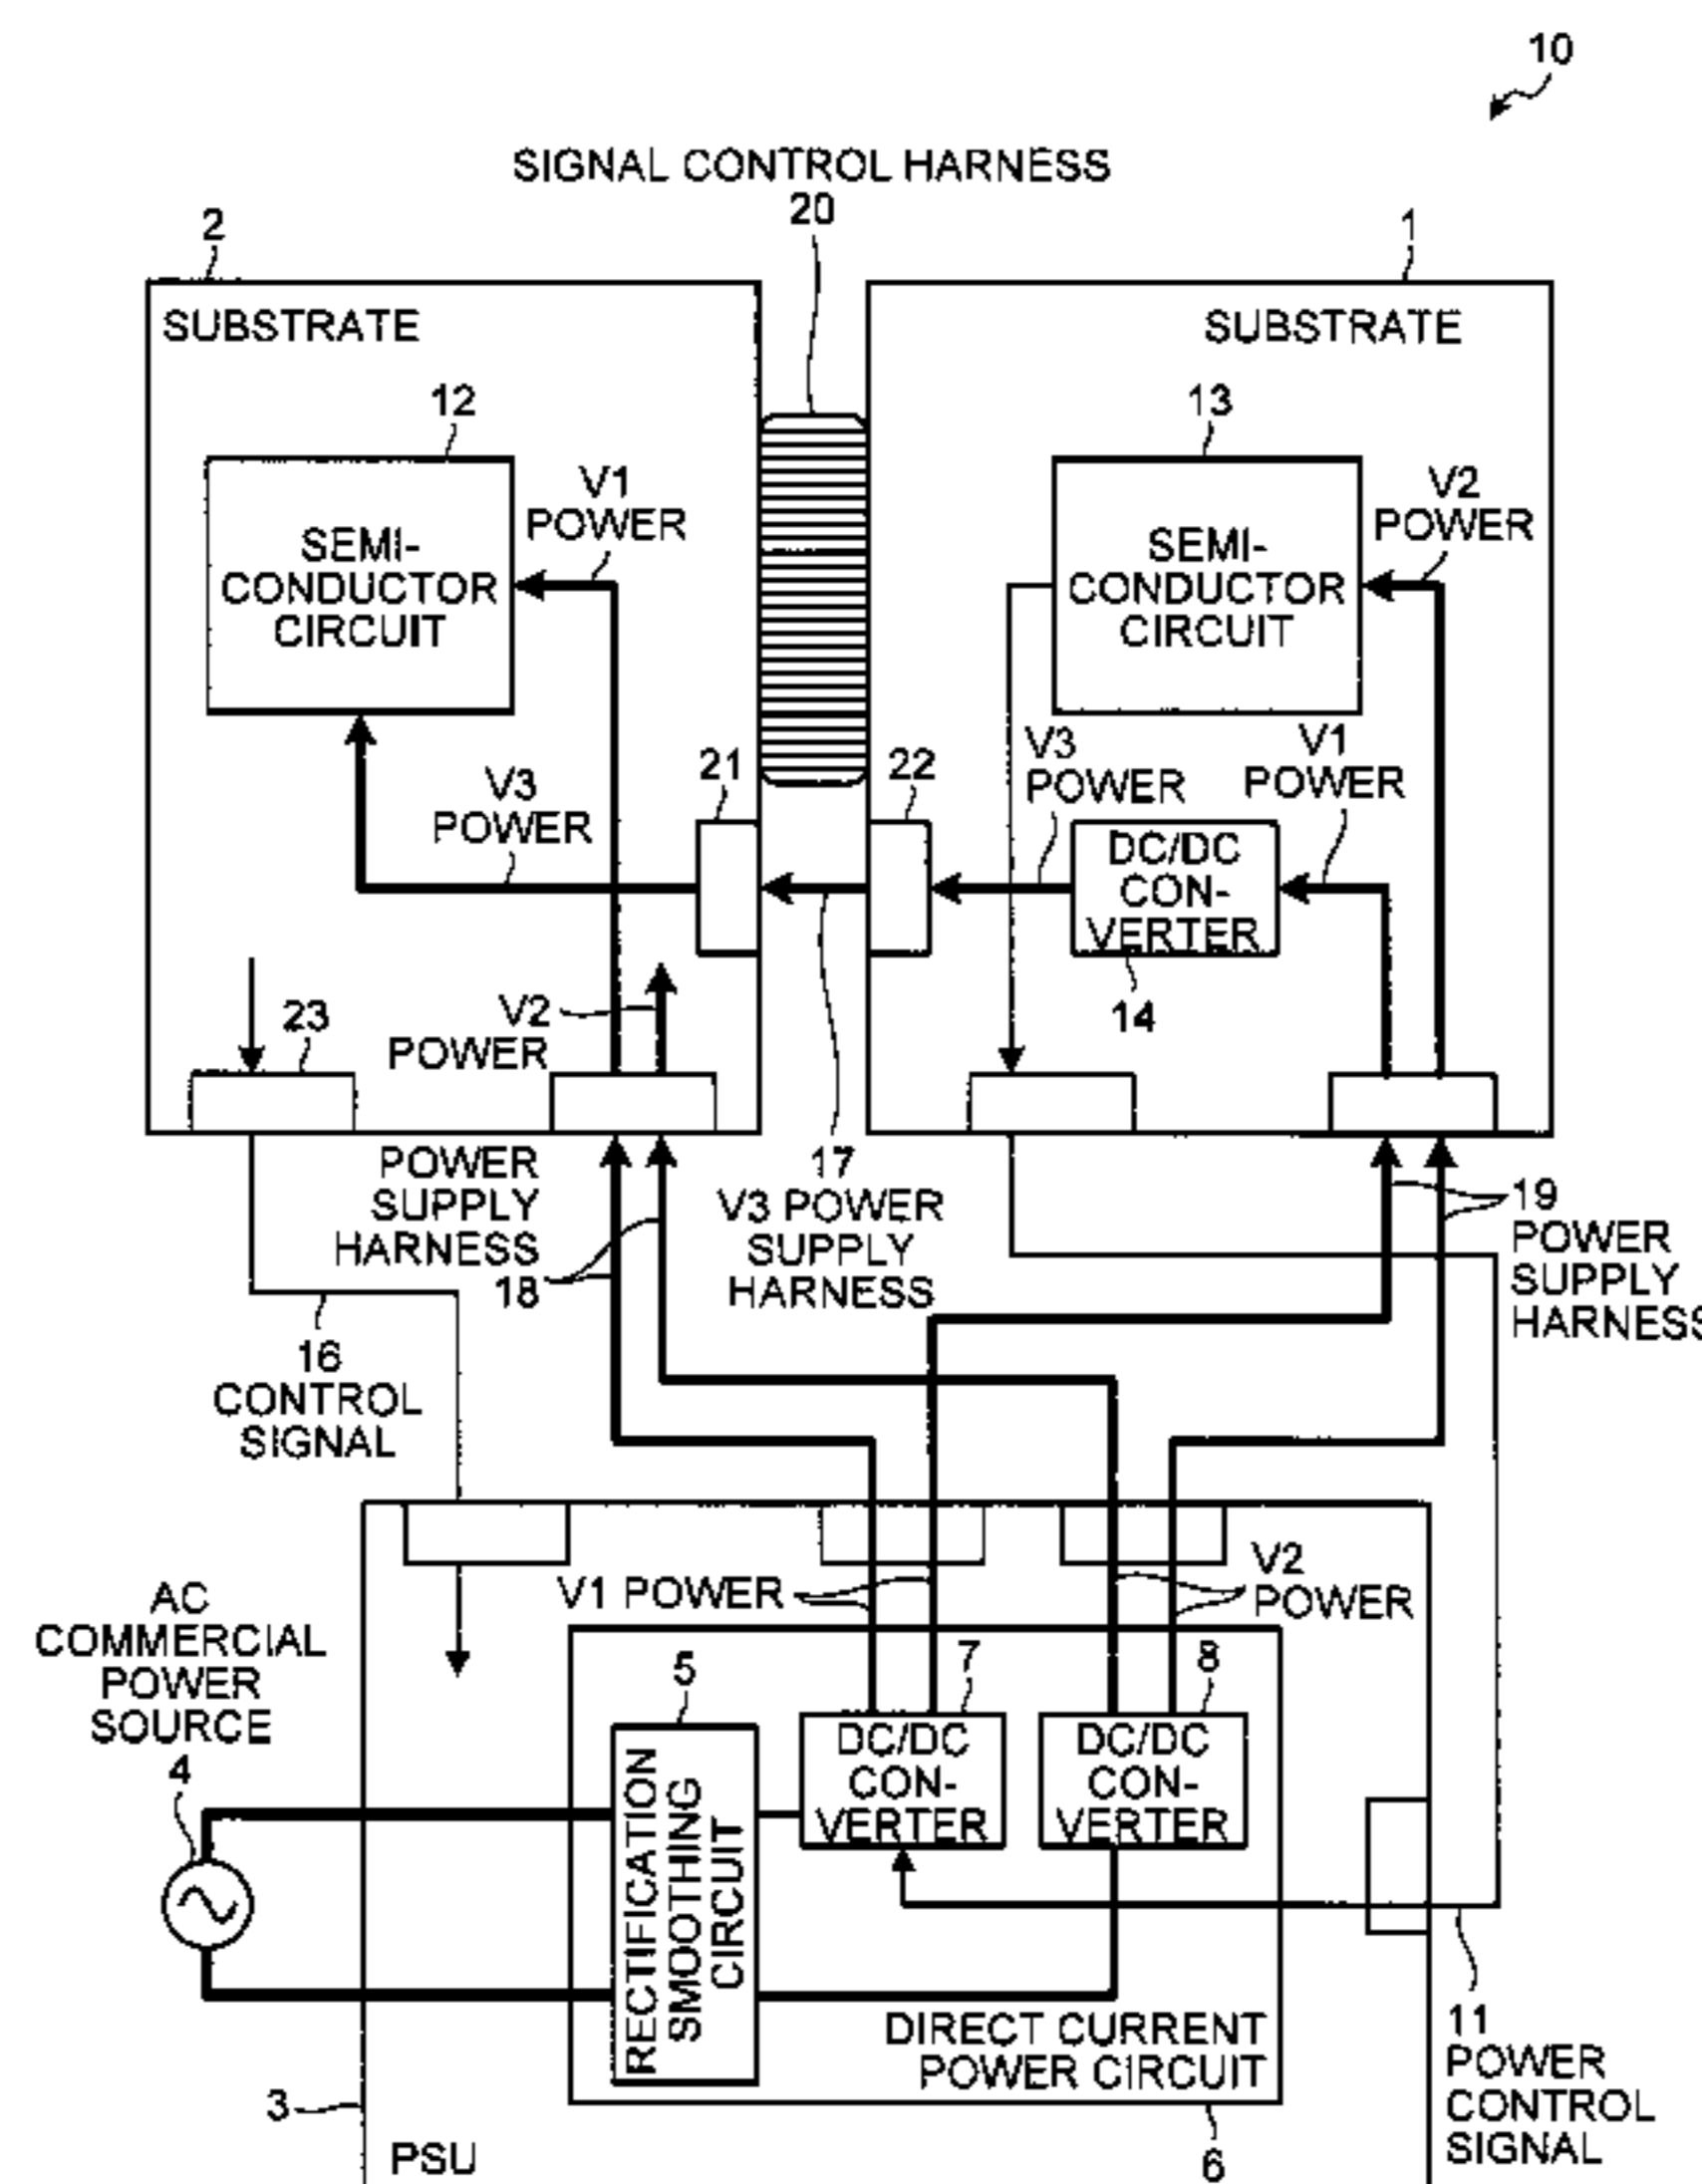 10
SIGNAL CONTROL HARNESS
20
2
1
SUBSTRATE
SUBSTRATE
12
13
V1
POWER
V2
POWER
SEMI-
CONDUCTOR
CIRCUIT
SEMI-
CONDUCTOR
CIRCUIT
V3
POWER
21
22
V3
POWER
V1
POWER
DC/DC
CON-
VERTER
14
23
V2
POWER
POWER
SUPPLY
HARNESS
18
17
V3 POWER
SUPPLY
HARNESS
19
POWER
SUPPLY
HARNESS
16
CONTROL
SIGNAL
V1 POWER
V2
POWER
AC
COMMERCIAL
POWER
SOURCE
4
5
7
8
RECTIFICATION
SMOOTHING
CIRCUIT
DC/DC
CON-
VERTER
DC/DC
CON-
VERTER
DIRECT CURRENT
POWER CIRCUIT
11
POWER
CONTROL
SIGNAL
3
PSU
6